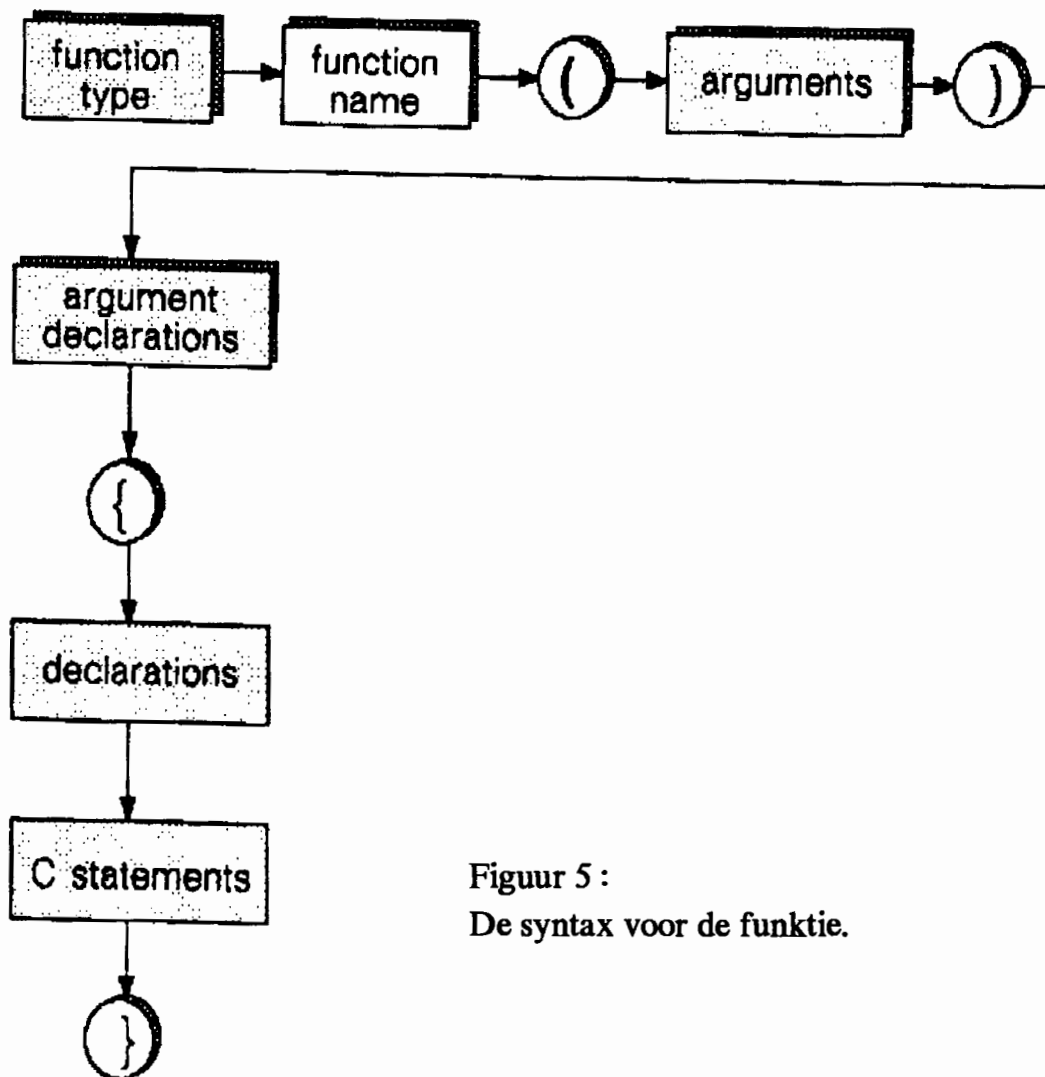 function
type
function
name
(
arguments
)
argument
declarations
{
declarations
C statements
}
Figuur 5 :
De syntax voor de funktie.